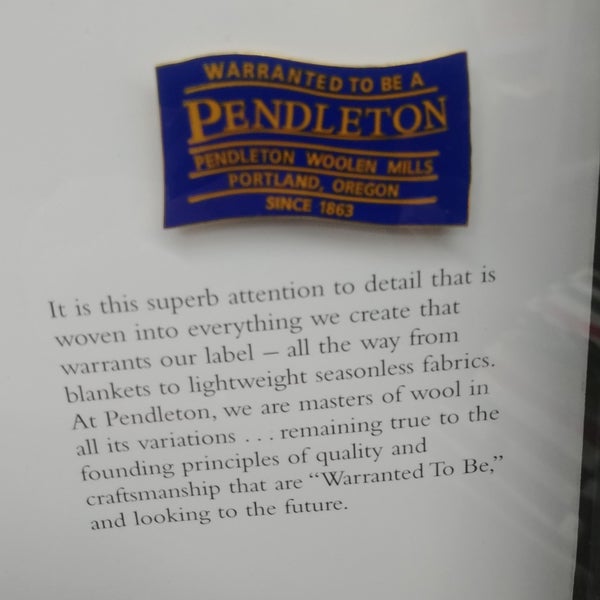 WARRANTED TO BE A
PENDLETON
PENDLETON WOOLEN MILLS
PORTLAND, OREGON
SINCE 1863
It is this superb attention to detail that is
woven into everything we create that
warrants our label – all the way from
blankets to lightweight seasonless fabrics.
At Pendleton, we are masters of wool in
all its variations . . . remaining true to the
founding principles of quality and
craftsmanship that are “Warranted To Be,”
and looking to the future.